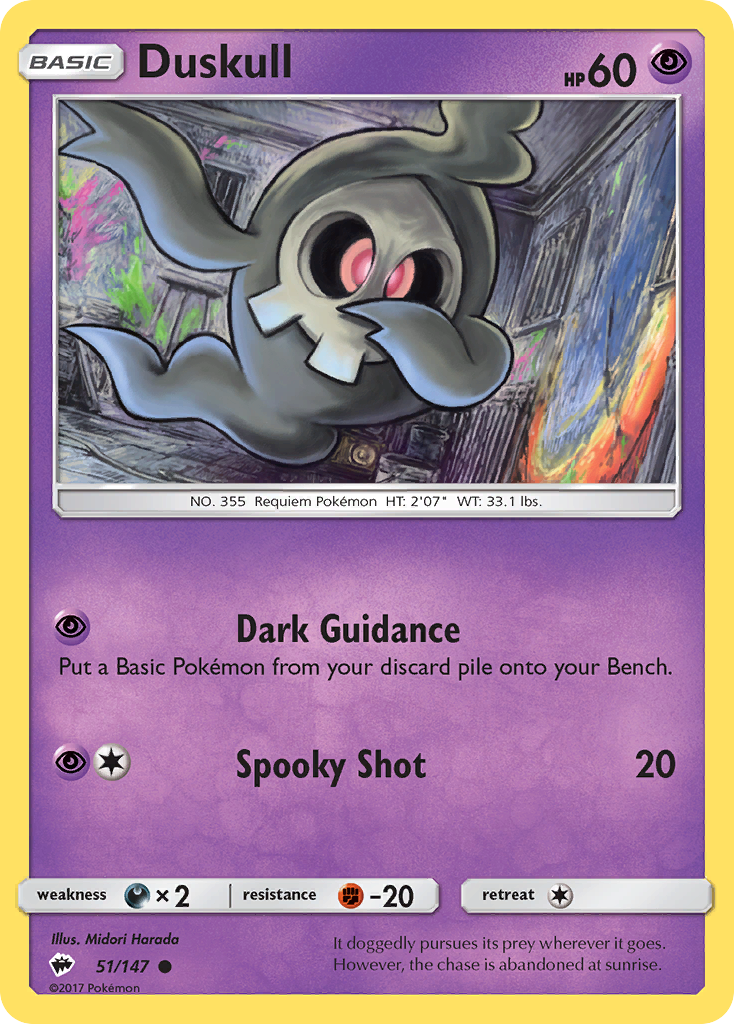 BASIC Duskull HP 60
NO. 355 Requiem Pokémon HT: 2'07" WT: 33.1 lbs.
Dark Guidance
Put a Basic Pokémon from your discard pile onto your Bench.
Spooky Shot 20
weakness ×2 resistance -20 retreat
Illus. Midori Harada
51/147
©2017 Pokémon
It doggedly pursues its prey wherever it goes.
However, the chase is abandoned at sunrise.